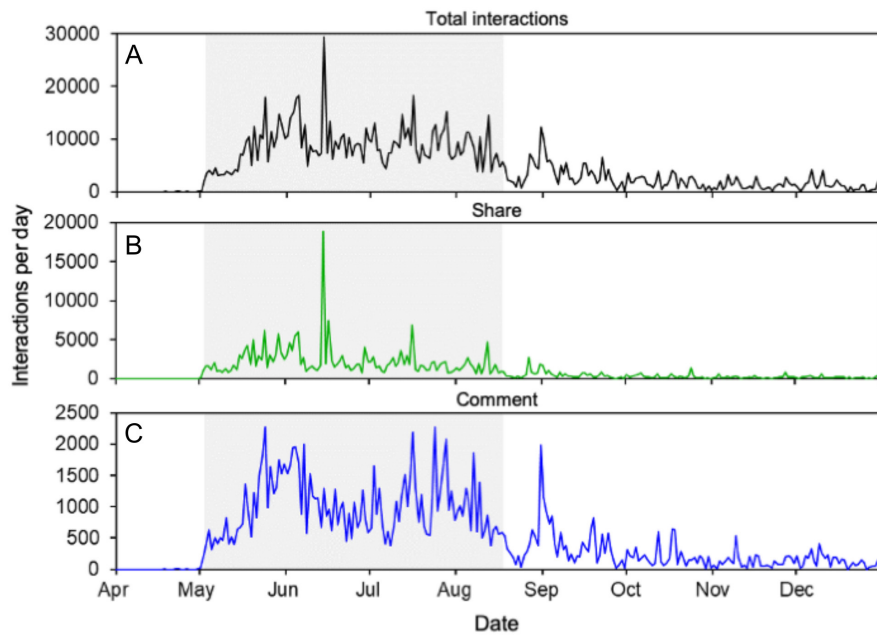 Total interactions
A
30000
20000
10000
0
Share
B
20000
15000
10000
5000
0
Interactions per day
Comment
C
2500
2000
1500
1000
500
0
Apr May Jun Jul Aug Sep Oct Nov Dec
Date